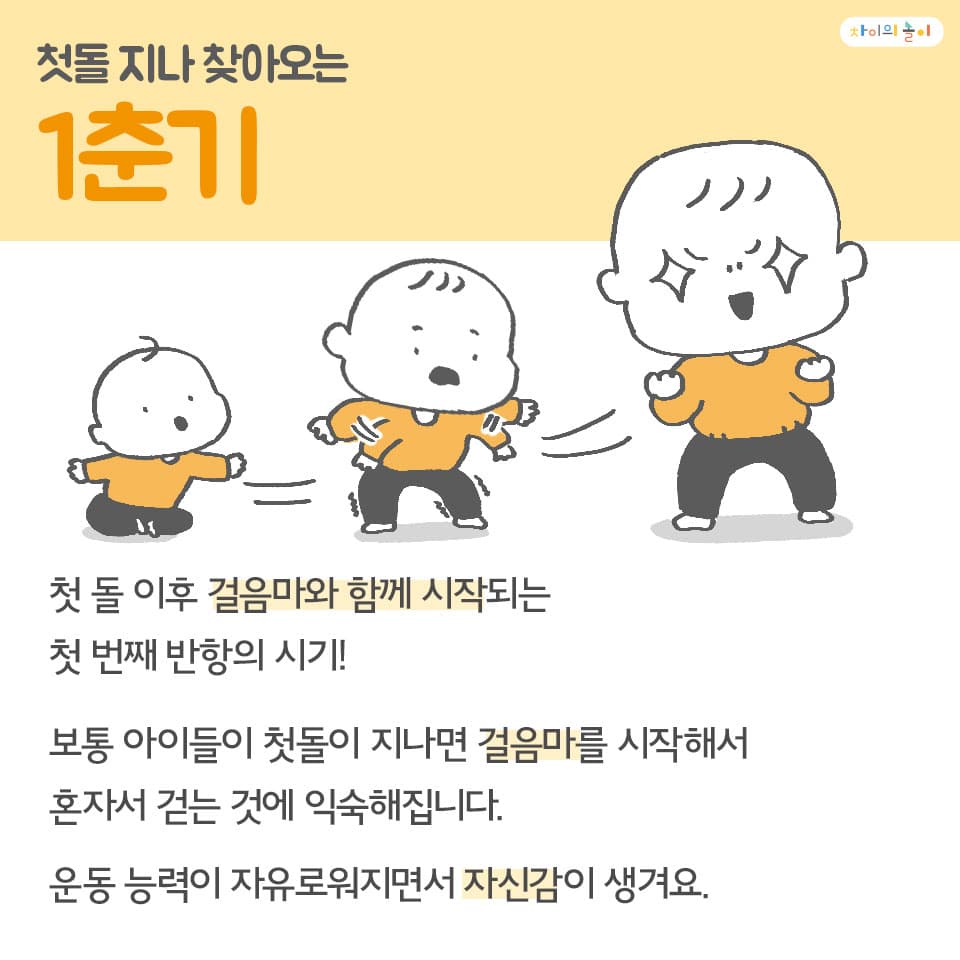 차이의 놀이
첫돌 지나 찾아오는
1춘기
첫 돌 이후 걸음마와 함께 시작되는
첫 번째 반항의 시기!
보통 아이들이 첫돌이 지나면 걸음마를 시작해서
혼자서 걷는 것에 익숙해집니다.
운동 능력이 자유로워지면서 자신감이 생겨요.